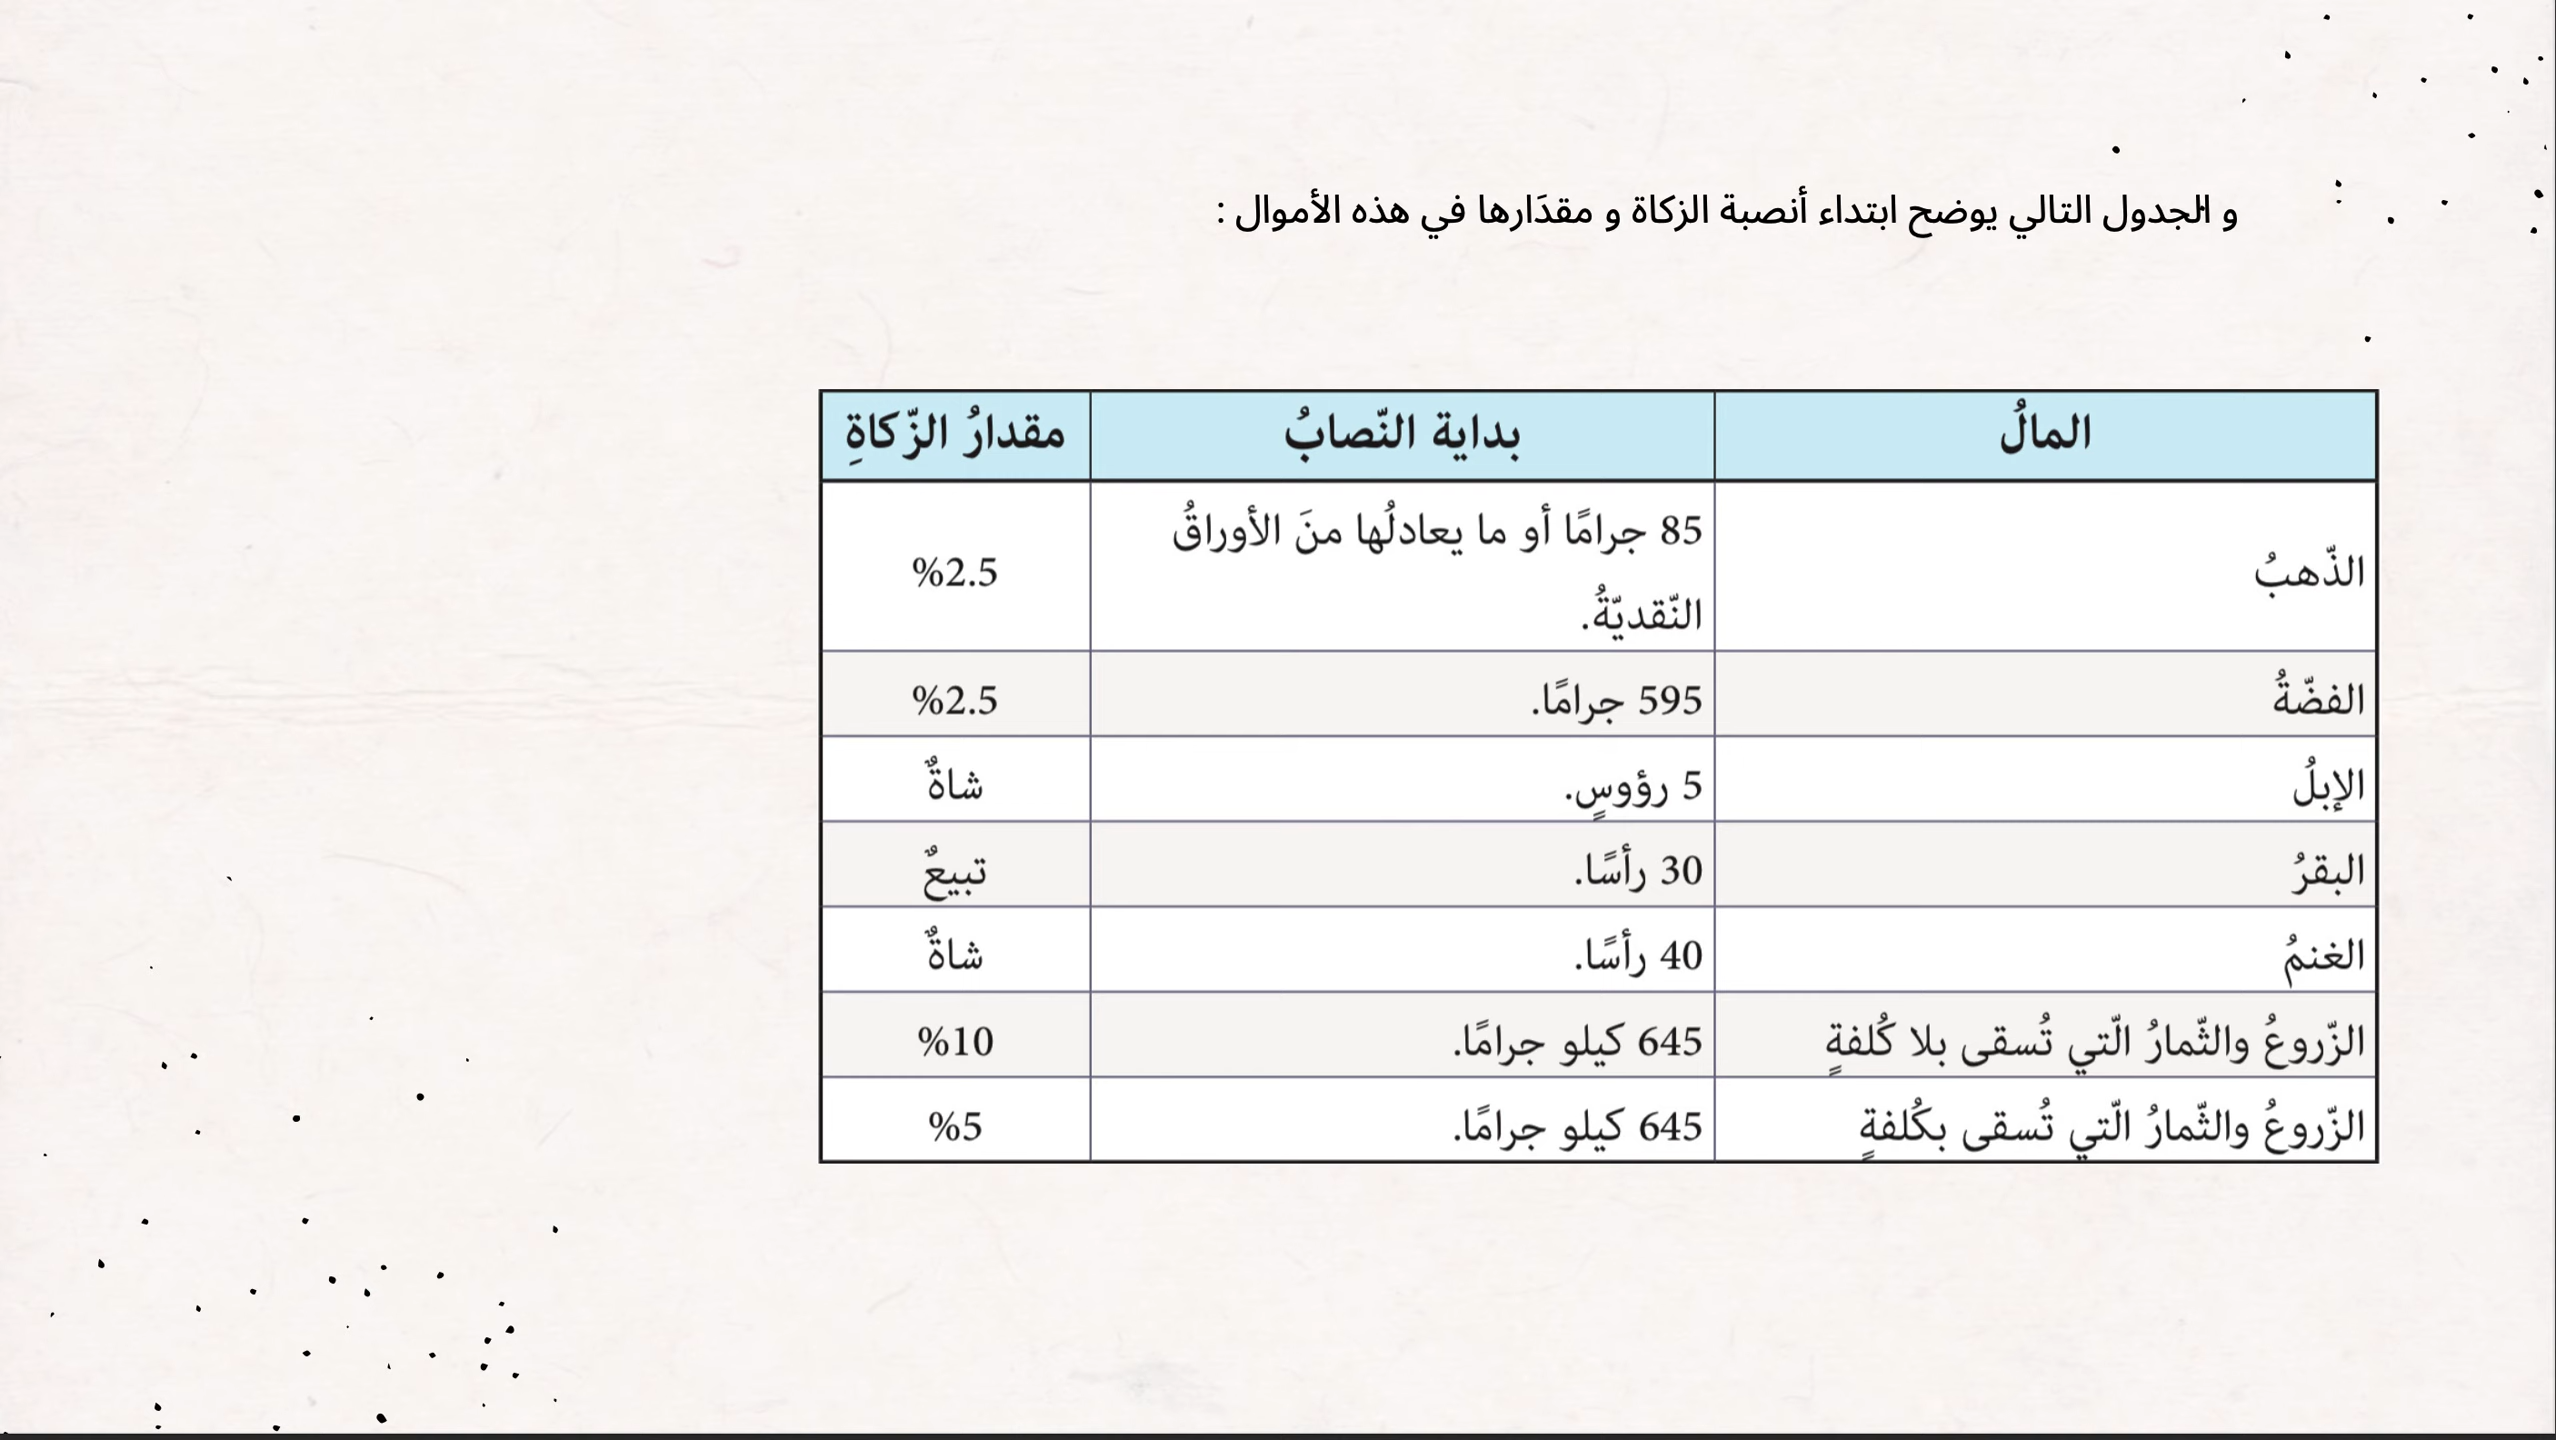 و الجدول التالي يوضح ابتداء أنصبة الزكاة و مقدَارها في هذه الأموال :
المالُ بداية النّصابُ مقدارُ الزّكاةِ
الذّهبُ 85 جرامًا أو ما يعادلُها منَ الأوراقُ
النّقديّةُ. %2.5
الفضّةُ 595 جرامًا. %2.5
الإبلُ 5 رؤوسٍ. شاةٌ
البقرُ 30 رأسًا. تبيعٌ
الغنمُ 40 رأسًا. شاةٌ
الزّروعُ والثّمارُ الّتي تُسقى بلا كُلفةٍ 645 كيلو جرامًا. %10
الزّروعُ والثّمارُ الّتي تُسقى بكُلفةٍ 645 كيلو جرامًا. %5